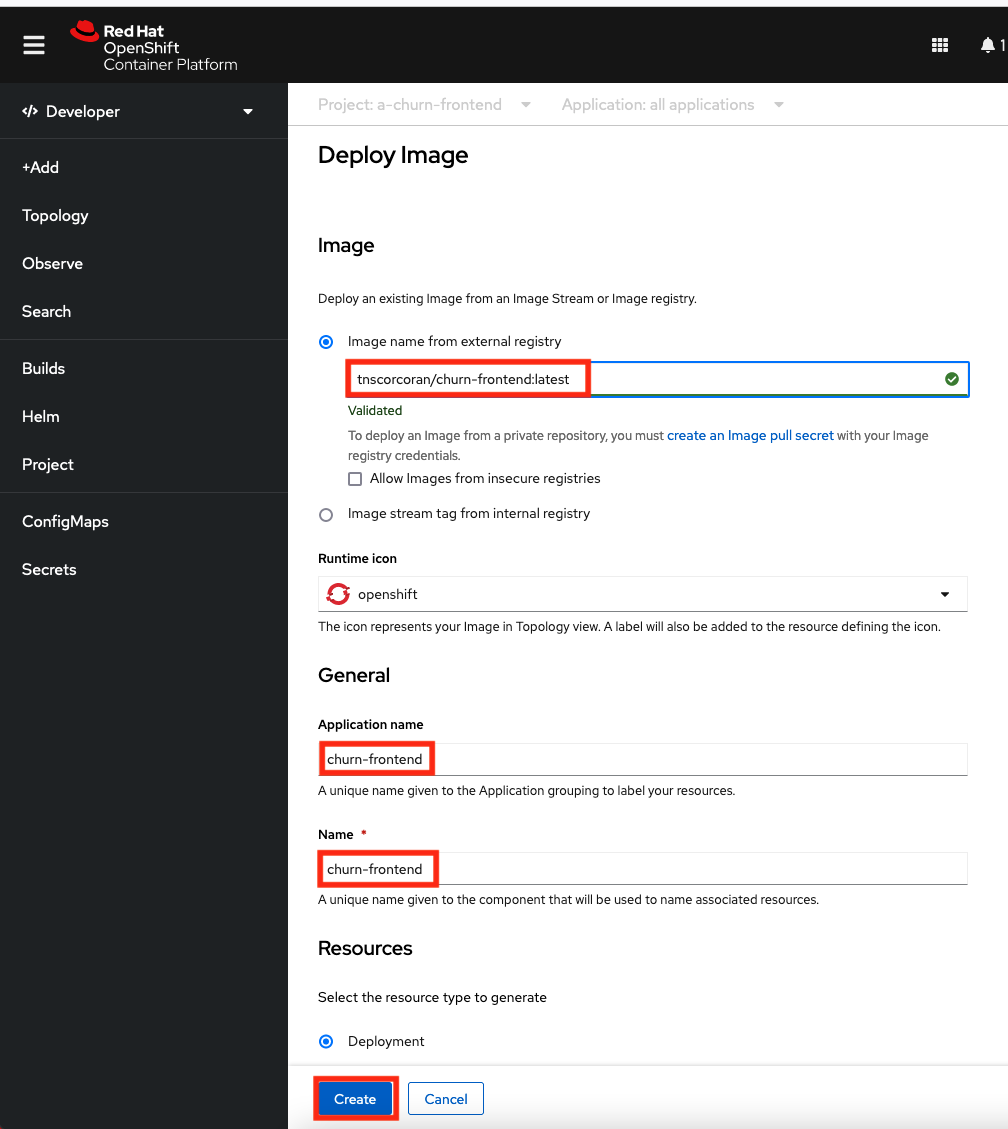 Red Hat
OpenShift
Container Platform
1
Developer
+Add
Topology
Observe
Search
Builds
Helm
Project
ConfigMaps
Secrets
Project: a-churn-frontend
Application: all applications
Deploy Image
Image
Deploy an existing Image from an Image Stream or Image registry.
Image name from external registry
tnscorcoran/churn-frontend:latest
Validated
To deploy an Image from a private repository, you must create an Image pull secret with your Image
registry credentials.
Allow Images from insecure registries
Image stream tag from internal registry
Runtime icon
openshift
The icon represents your Image in Topology view. A label will also be added to the resource defining the icon.
General
Application name
churn-frontend
A unique name given to the Application grouping to label your resources.
Name *
churn-frontend
A unique name given to the component that will be used to name associated resources.
Resources
Select the resource type to generate
Deployment
Create
Cancel